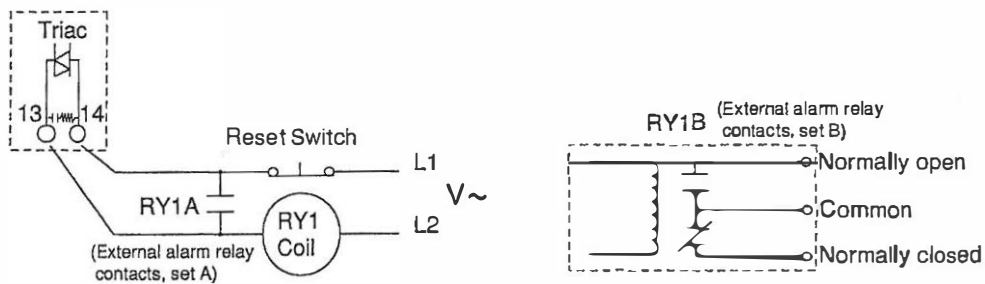 Triac
13
14
Reset Switch
L1
V~
RY1A
RY1
Coil
L2
(External alarm relay
contacts, set A)
RY1B
(External alarm relay
contacts, set B)
Normally open
Common
Normally closed